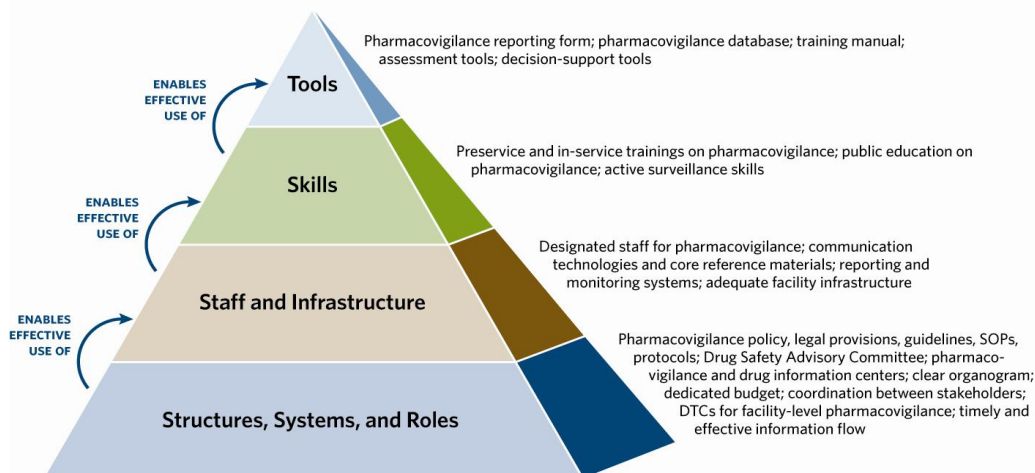 Pharmacovigilance reporting form; pharmacovigilance database; training manual;
assessment tools; decision-support tools
Tools
ENABLES
EFFECTIVE
USE OF
Preservice and in-service trainings on pharmacovigilance; public education on
pharmacovigilance; active surveillance skills
Skills
ENABLES
EFFECTIVE
USE OF
Designated staff for pharmacovigilance; communication
technologies and core reference materials; reporting and
monitoring systems; adequate facility infrastructure
Staff and Infrastructure
ENABLES
EFFECTIVE
USE OF
Pharmacovigilance policy, legal provisions, guidelines, SOPs,
protocols; Drug Safety Advisory Committee; pharmaco-
vigilance and drug information centers; clear organogram;
dedicated budget; coordination between stakeholders;
DTCs for facility-level pharmacovigilance; timely and
effective information flow
Structures, Systems, and Roles